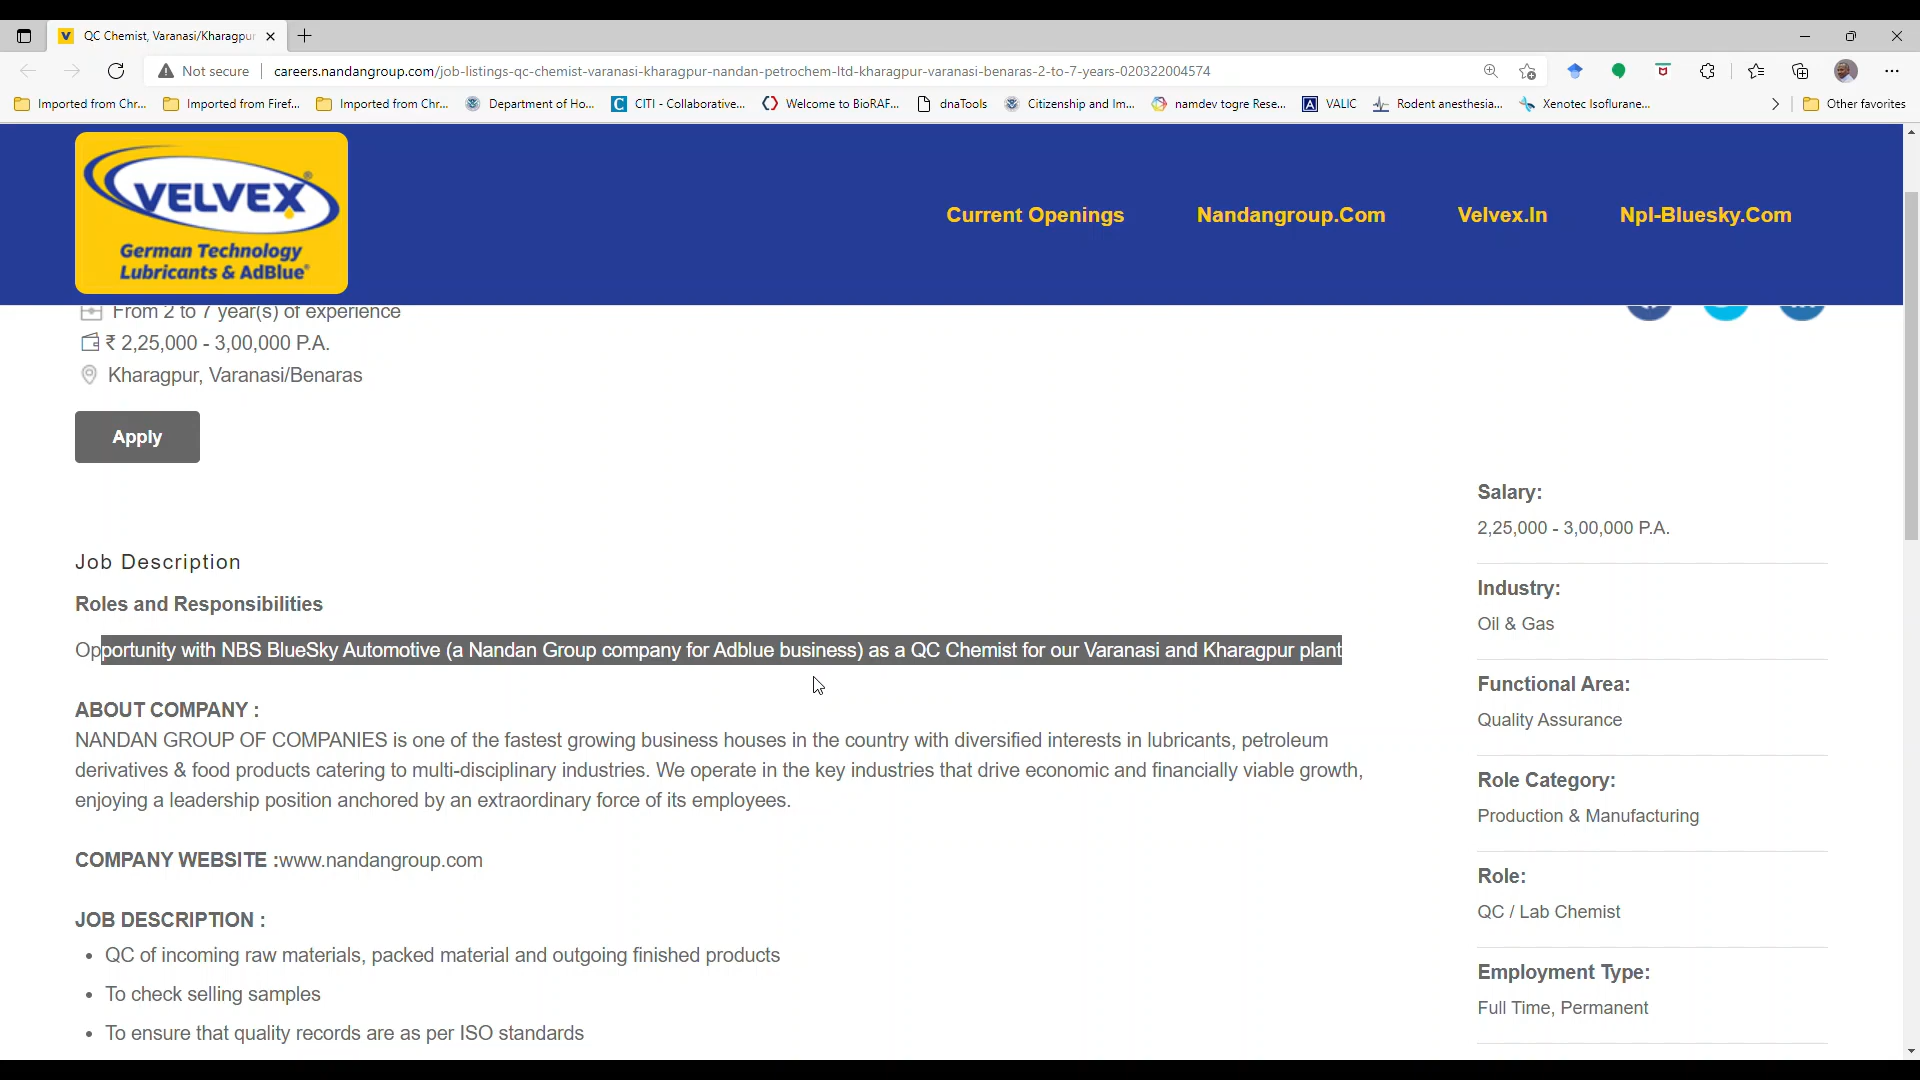 QC Chemist, Varanasi/Kharagpur
Not secure
careers.nandangroup.com/job-listings-qc-chemist-varanasi-kharagpur-nandan-petrochem-ltd-kharagpur-varanasi-benaras-2-to-7-years-020322004574
Imported from Chr...
Imported from Firef...
Imported from Chr...
Department of Ho...
CITI - Collaborative...
Welcome to BioRAF...
dnaTools
Citizenship and Im...
namdev togre Rese...
VALIC
Rodent anesthesia...
Xenotec Isoflurane...
Other favorites
VELVEX®
German Technology
Lubricants & AdBlue®
Current Openings
Nandangroup.Com
Velvex.In
Npl-Bluesky.Com
From 2 to 7 year(s) of experience
₹ 2,25,000 - 3,00,000 P.A.
Kharagpur, Varanasi/Benaras
Apply
Job Description
Roles and Responsibilities
Opportunity with NBS BlueSky Automotive (a Nandan Group company for Adblue business) as a QC Chemist for our Varanasi and Kharagpur plant
ABOUT COMPANY :
NANDAN GROUP OF COMPANIES is one of the fastest growing business houses in the country with diversified interests in lubricants, petroleum
derivatives & food products catering to multi-disciplinary industries. We operate in the key industries that drive economic and financially viable growth,
enjoying a leadership position anchored by an extraordinary force of its employees.
COMPANY WEBSITE :www.nandangroup.com
JOB DESCRIPTION :
• QC of incoming raw materials, packed material and outgoing finished products
• To check selling samples
• To ensure that quality records are as per ISO standards
Salary:
2,25,000 - 3,00,000 P.A.
Industry:
Oil & Gas
Functional Area:
Quality Assurance
Role Category:
Production & Manufacturing
Role:
QC / Lab Chemist
Employment Type:
Full Time, Permanent